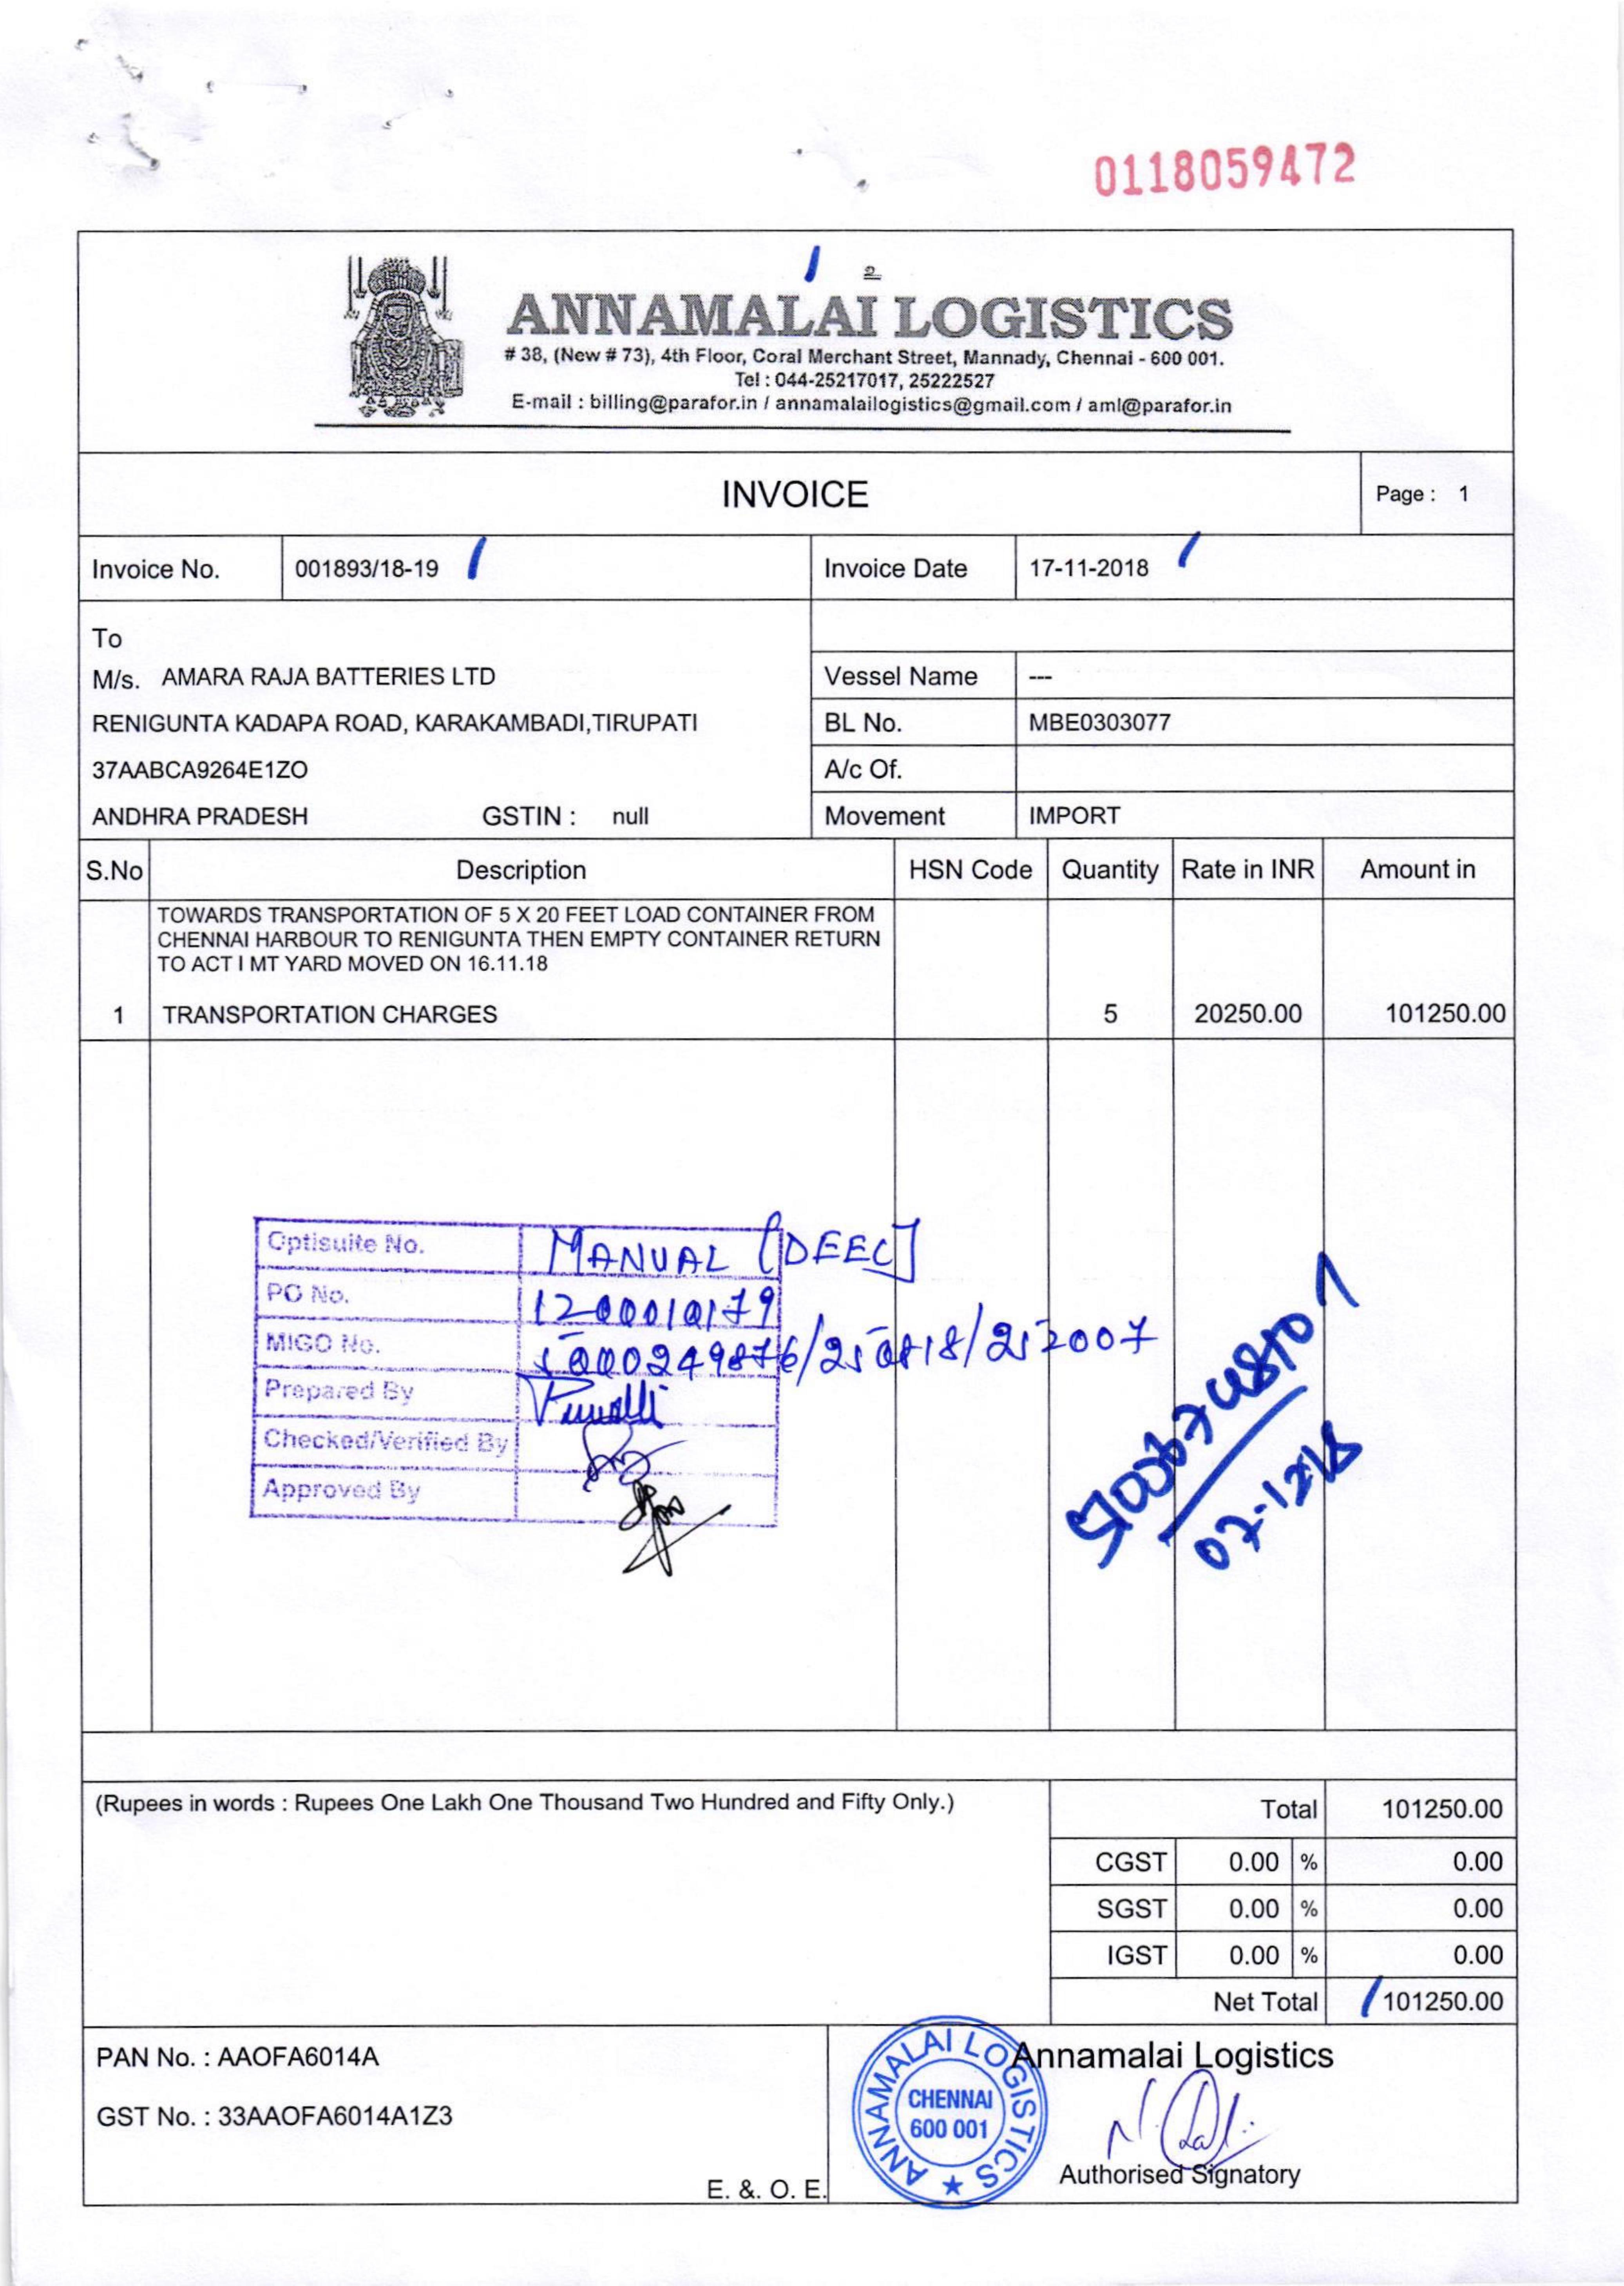 0118059472
உ
ANNAMALAI LOGISTICS
# 38, (New # 73), 4th Floor, Coral Merchant Street, Mannady, Chennai - 600 001.
Tel : 044-25217017, 25222527
E-mail : billing@parafor.in / annamalailogistics@gmail.com / aml@parafor.in
INVOICE
Page : 1
Invoice No. 001893/18-19
Invoice Date 17-11-2018
To
M/s. AMARA RAJA BATTERIES LTD
RENIGUNTA KADAPA ROAD, KARAKAMBADI,TIRUPATI
37AABCA9264E1ZO
ANDHRA PRADESH GSTIN : null
Vessel Name ---
BL No. MBE0303077
A/c Of.
Movement IMPORT
S.No Description HSN Code Quantity Rate in INR Amount in
TOWARDS TRANSPORTATION OF 5 X 20 FEET LOAD CONTAINER FROM
CHENNAI HARBOUR TO RENIGUNTA THEN EMPTY CONTAINER RETURN
TO ACT I MT YARD MOVED ON 16.11.18
1 TRANSPORTATION CHARGES 5 20250.00 101250.00
Optisuite No. MANUAL [DEEC]
PO No. 1200010179
MIGO No.
Prepared By
Checked/Verified By
Approved By
07-12-18
(Rupees in words : Rupees One Lakh One Thousand Two Hundred and Fifty Only.)
Total 101250.00
CGST 0.00 % 0.00
SGST 0.00 % 0.00
IGST 0.00 % 0.00
Net Total 101250.00
PAN No. : AAOFA6014A
GST No. : 33AAOFA6014A1Z3
E. &. O. E.
ANNAMALAI LOGISTICS
CHENNAI
600 001
Annamalai Logistics
Authorised Signatory